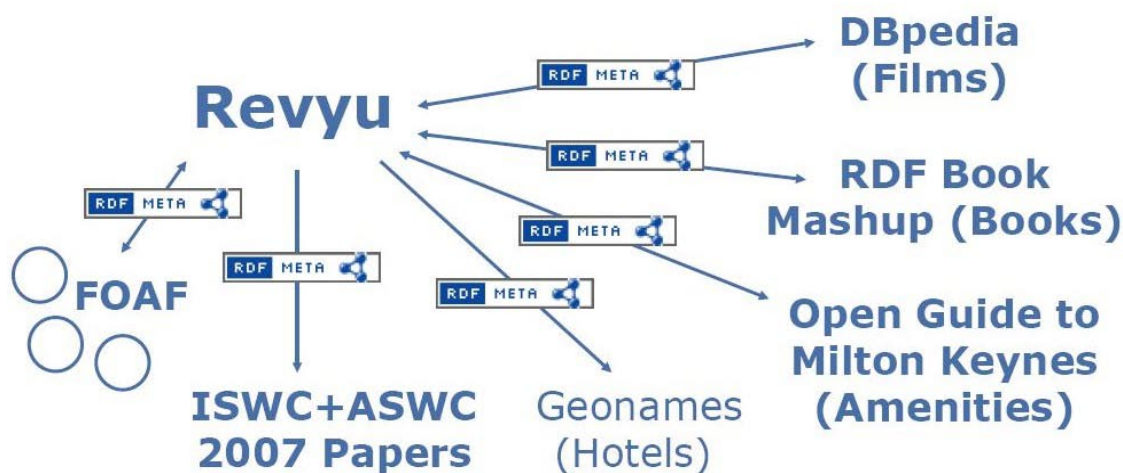 DBpedia
(Films)
RDF META
Revyu
RDF META
RDF Book
Mashup (Books)
RDF META
RDF META
RDF META
RDF META
FOAF
Open Guide to
Milton Keynes
(Amenities)
ISWC+ASWC
2007 Papers
Geonames
(Hotels)